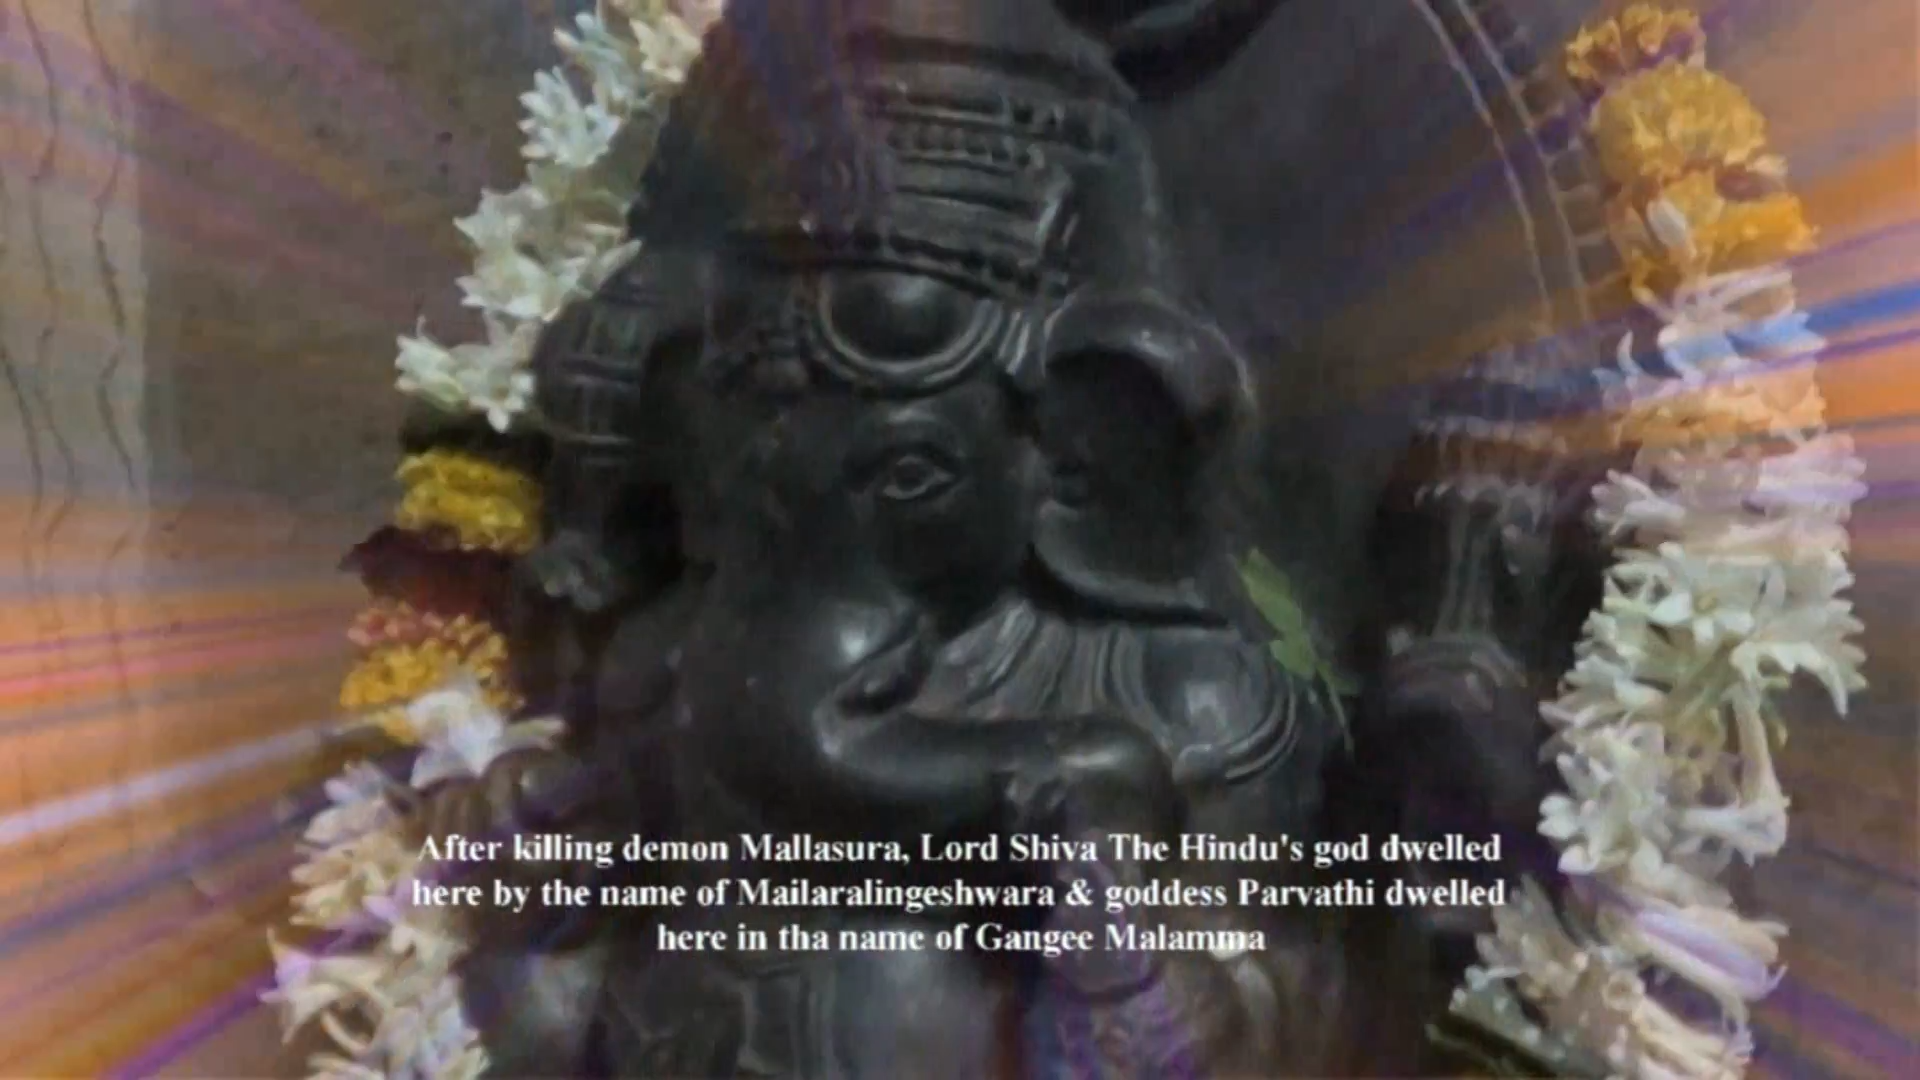 After killing demon Mallasura, Lord Shiva The Hindu's god dwelled
here by the name of Mailaralingeshwara & goddess Parvathi dwelled
here in tha name of Gangee Malamma